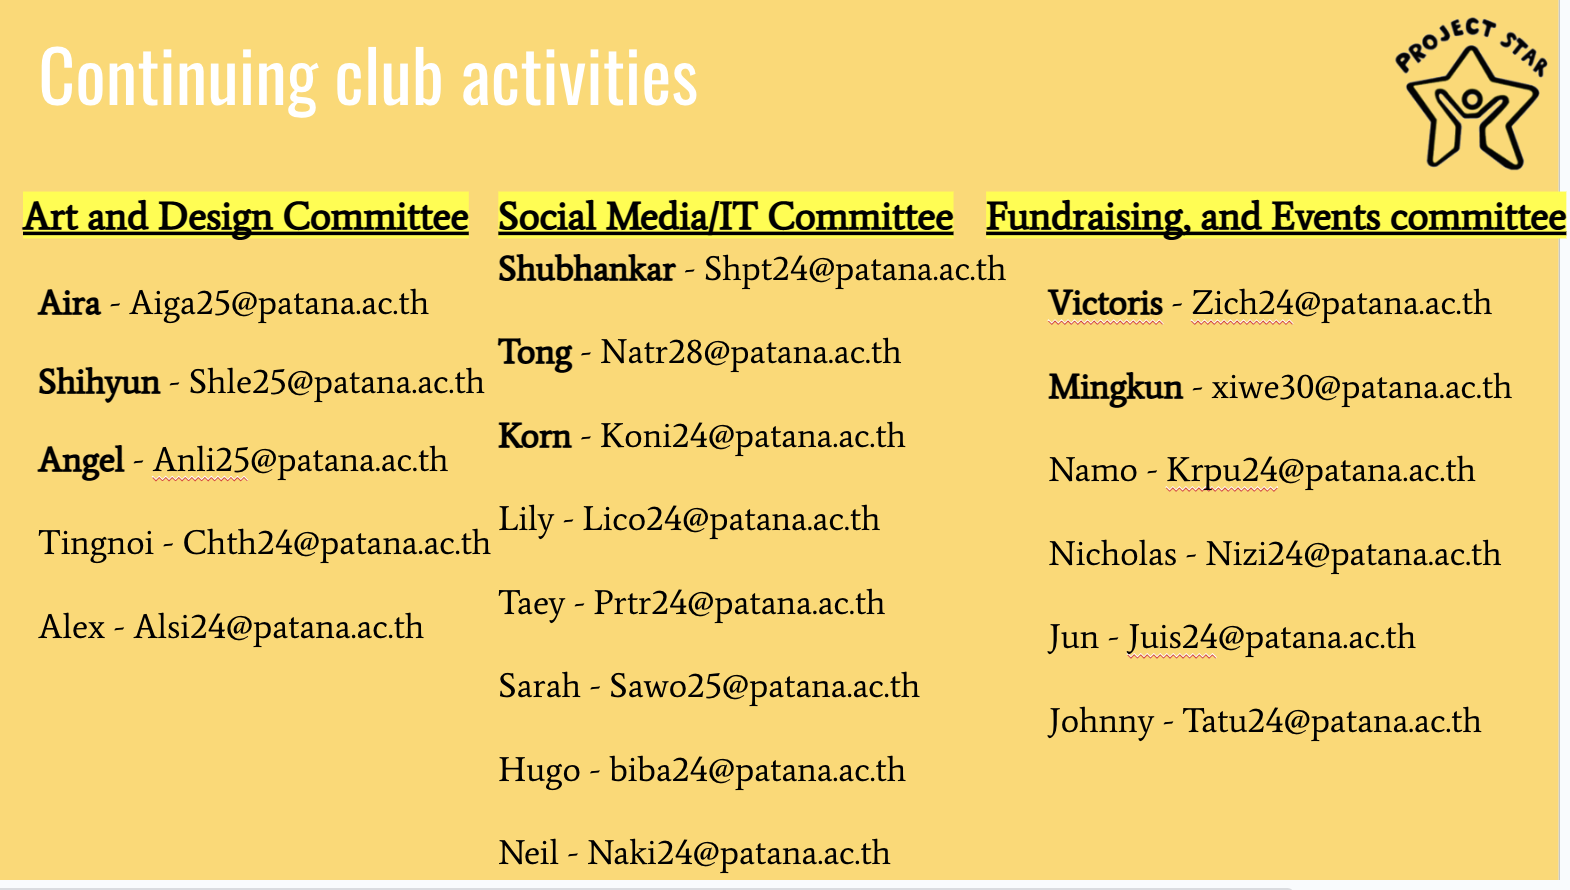 Continuing club activities
PROJECT STAR
Art and Design Committee
Aira - Aiga25@patana.ac.th
Shihyun - Shle25@patana.ac.th
Angel - Anli25@patana.ac.th
Tingnoi - Chth24@patana.ac.th
Alex - Alsi24@patana.ac.th
Social Media/IT Committee
Shubhankar - Shpt24@patana.ac.th
Tong - Natr28@patana.ac.th
Korn - Koni24@patana.ac.th
Lily - Lico24@patana.ac.th
Taey - Prtr24@patana.ac.th
Sarah - Sawo25@patana.ac.th
Hugo - biba24@patana.ac.th
Neil - Naki24@patana.ac.th
Fundraising, and Events committee
Victoris - Zich24@patana.ac.th
Mingkun - xiwe30@patana.ac.th
Namo - Krpu24@patana.ac.th
Nicholas - Nizi24@patana.ac.th
Jun - Juis24@patana.ac.th
Johnny - Tatu24@patana.ac.th